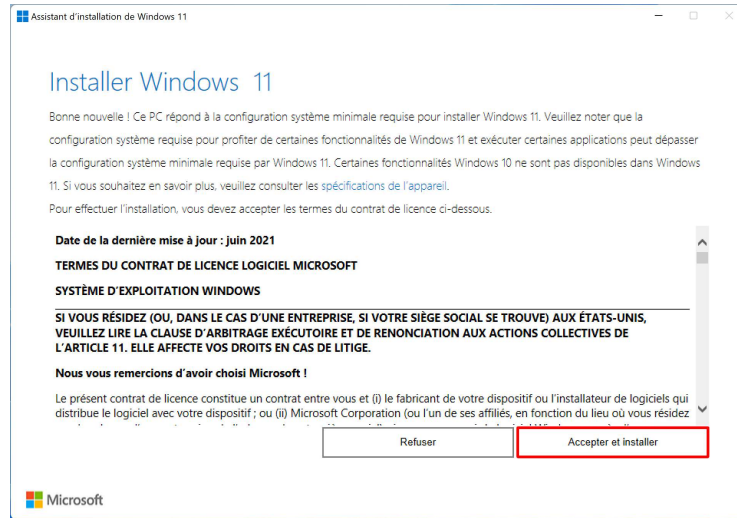 Assistant d'installation de Windows 11
Installer Windows 11
Bonne nouvelle ! Ce PC répond à la configuration système minimale requise pour installer Windows 11. Veuillez noter que la
configuration système requise pour profiter de certaines fonctionnalités de Windows 11 et exécuter certaines applications peut dépasser
la configuration système minimale requise par Windows 11. Certaines fonctionnalités Windows 10 ne sont pas disponibles dans Windows
11. Si vous souhaitez en savoir plus, veuillez consulter les spécifications de l'appareil.
Pour effectuer l'installation, vous devez accepter les termes du contrat de licence ci-dessous.
Date de la dernière mise à jour : juin 2021
TERMES DU CONTRAT DE LICENCE LOGICIEL MICROSOFT
SYSTÈME D'EXPLOITATION WINDOWS
SI VOUS RÉSIDEZ (OU, DANS LE CAS D'UNE ENTREPRISE, SI VOTRE SIÈGE SOCIAL SE TROUVE) AUX ÉTATS-UNIS,
VEUILLEZ LIRE LA CLAUSE D'ARBITRAGE EXÉCUTOIRE ET DE RENONCIATION AUX ACTIONS COLLECTIVES DE
L'ARTICLE 11. ELLE AFFECTE VOS DROITS EN CAS DE LITIGE.
Nous vous remercions d'avoir choisi Microsoft !
Le présent contrat de licence constitue un contrat entre vous et (i) le fabricant de votre dispositif ou l'installateur de logiciels qui
distribue le logiciel avec votre dispositif ; ou (ii) Microsoft Corporation (ou l'un de ses affiliés, en fonction du lieu où vous résidez
Refuser
Accepter et installer
Microsoft